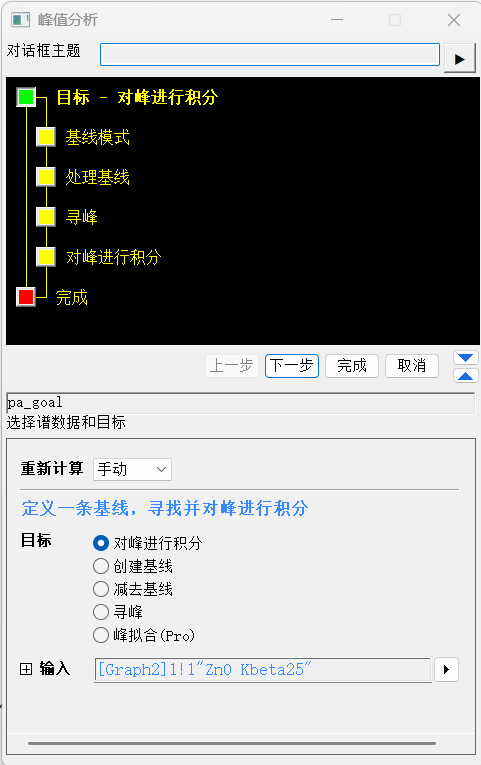 峰值分析
对话框主题
目标 - 对峰进行积分
基线模式
处理基线
寻峰
对峰进行积分
完成
上一步 下一步 完成 取消
pa_goal
选择谱数据和目标
重新计算 手动
定义一条基线，寻找并对峰进行积分
目标 对峰进行积分
创建基线
减去基线
寻峰
峰拟合(Pro)
输入 [Graph2]1!1"ZnO Kbeta25"